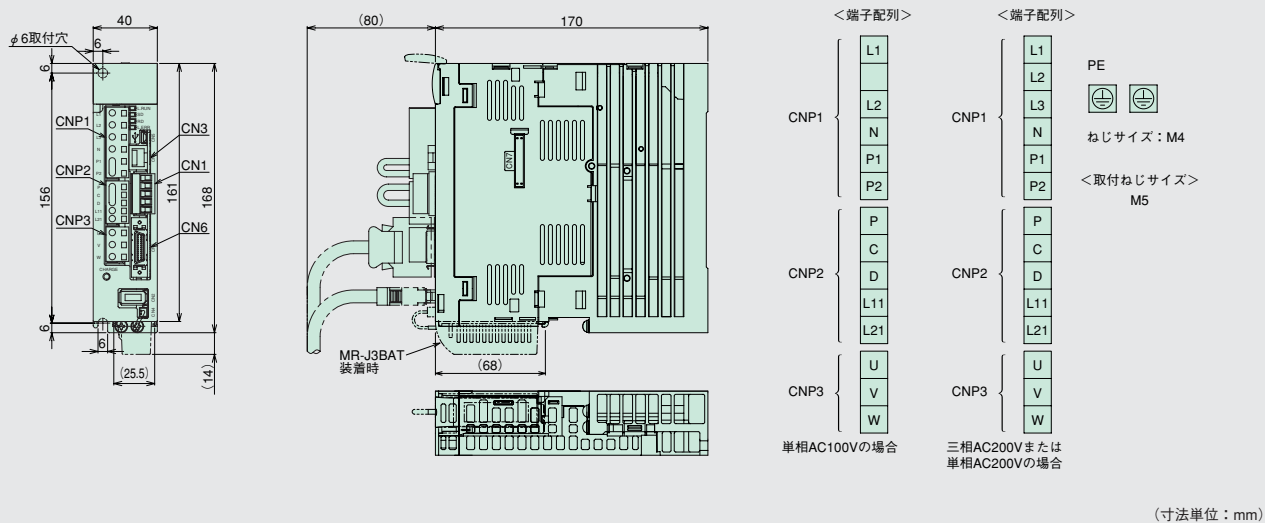 40
φ6取付穴
6
6
156
6
6
(25.5)
(14)
161
168
CNP1
CNP2
CNP3
CN3
CN1
CN6
CHARGE
(80)
170
CN7
MR-J3BAT
装着時
(68)
＜端子配列＞
CNP1
L1
L2
N
P1
P2
CNP2
P
C
D
L11
L21
CNP3
U
V
W
単相AC100Vの場合
＜端子配列＞
CNP1
L1
L2
L3
N
P1
P2
CNP2
P
C
D
L11
L21
CNP3
U
V
W
三相AC200Vまたは
単相AC200Vの場合
PE
ねじサイズ：M4
＜取付ねじサイズ＞
M5
（寸法単位：mm）